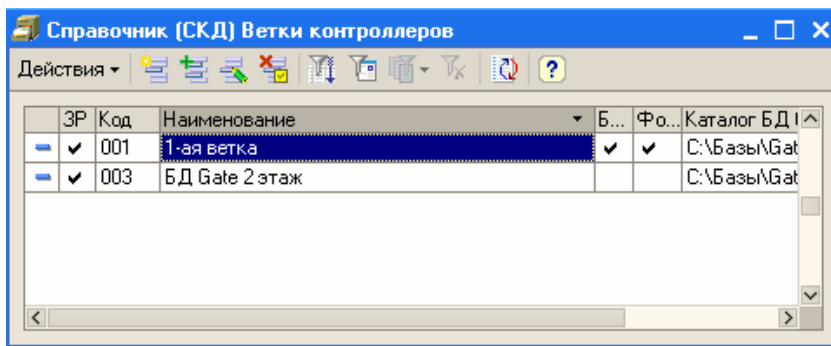 Справочник (СКД) Ветки контроллеров
Действия
ЗР Код Наименование Б... Фо... Каталог БД
001 1-ая ветка C:\Базы\Gat
003 БД Gate 2 этаж C:\Базы\Gat